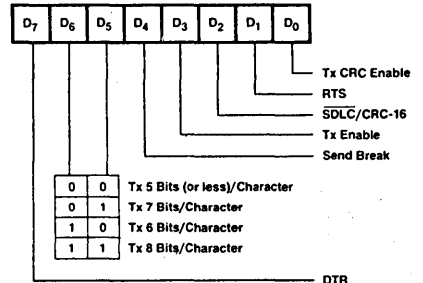 D7 D6 D5 D4 D3 D2 D1 D0
Tx CRC Enable
RTS
SDLC/CRC-16
Tx Enable
Send Break
0 0 Tx 5 Bits (or less)/Character
0 1 Tx 7 Bits/Character
1 0 Tx 6 Bits/Character
1 1 Tx 8 Bits/Character
DTR